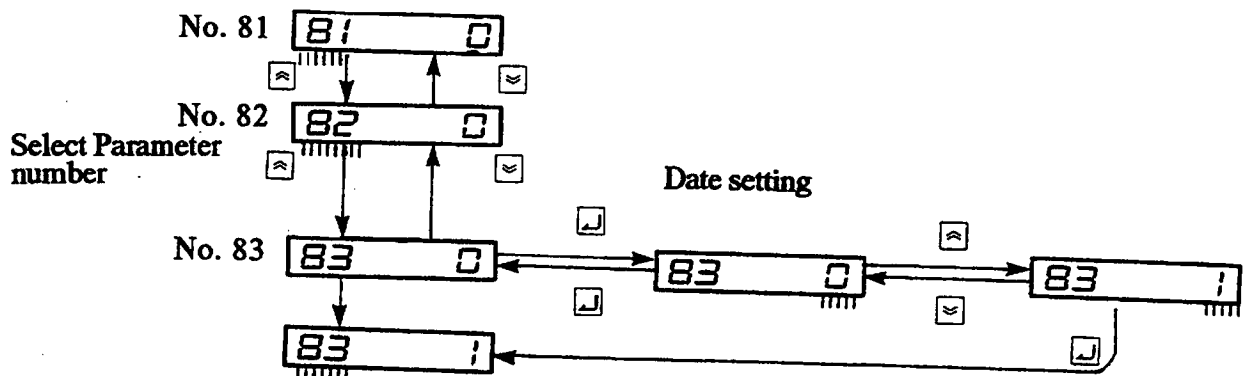 No. 81 81 0
No. 82 82 0
Select Parameter
number
Date setting
No. 83 83 0
83 0
83 1
83 1